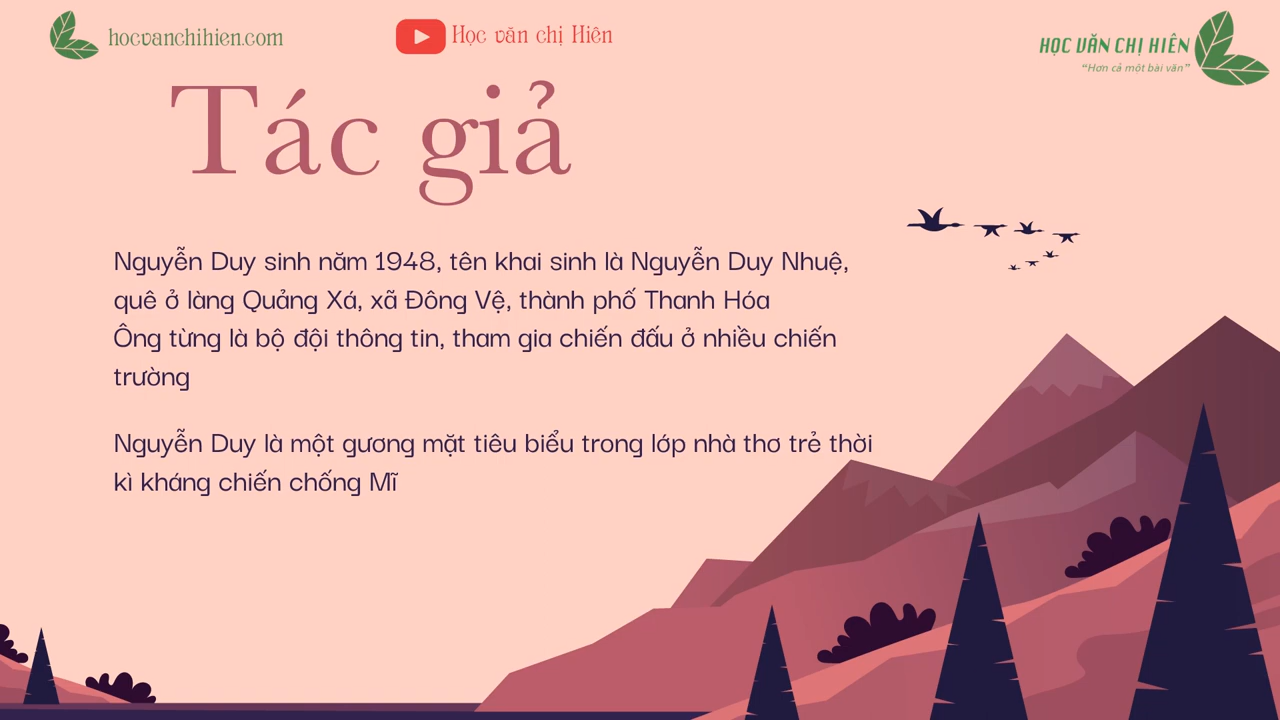 hocvanchihien.com
Học văn chị Hiên
HỌC VĂN CHỊ HIÊN
“Hơn cả một bài văn”
Tác giả
Nguyễn Duy sinh năm 1948, tên khai sinh là Nguyễn Duy Nhuệ,
quê ở làng Quảng Xá, xã Đông Vệ, thành phố Thanh Hóa
Ông từng là bộ đội thông tin, tham gia chiến đấu ở nhiều chiến
trường
Nguyễn Duy là một gương mặt tiêu biểu trong lớp nhà thơ trẻ thời
kì kháng chiến chống Mĩ